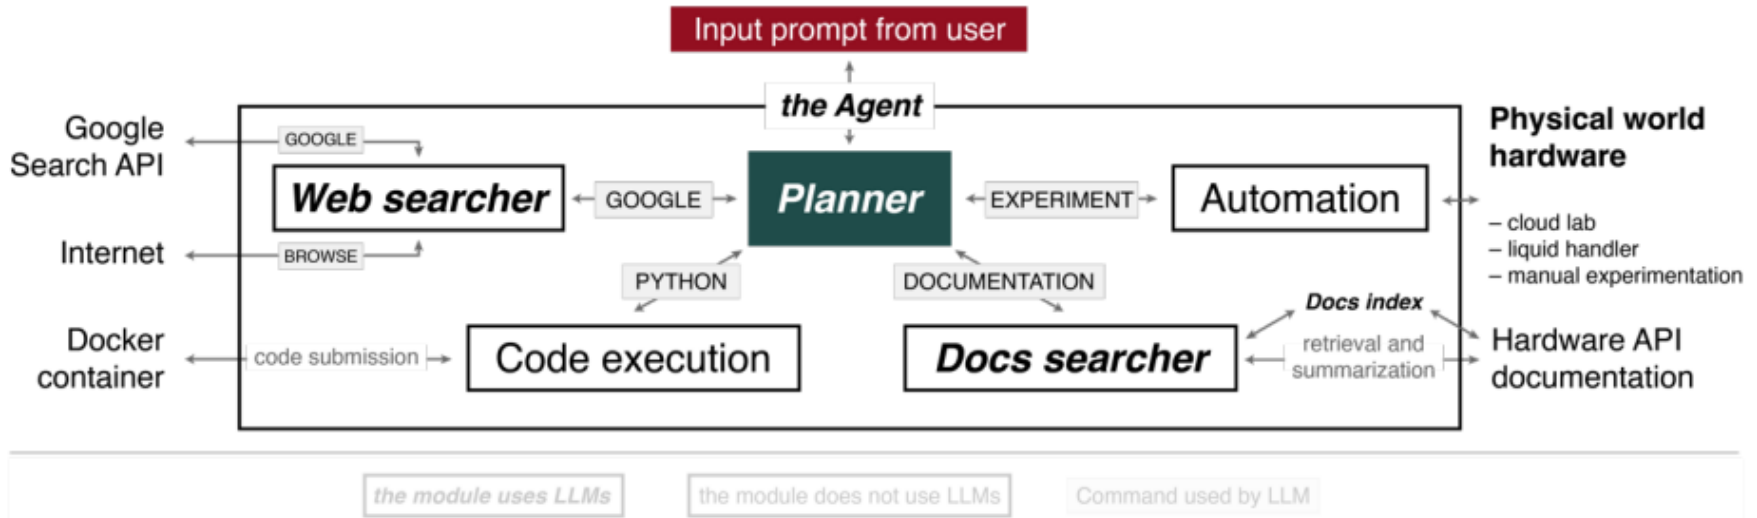 Input prompt from user
the Agent
Google
Search API
GOOGLE
Web searcher
GOOGLE
Planner
EXPERIMENT
Automation
Physical world
hardware
– cloud lab
– liquid handler
– manual experimentation
Internet
BROWSE
PYTHON
DOCUMENTATION
Docs index
Docker
container
code submission
Code execution
Docs searcher
retrieval and
summarization
Hardware API
documentation
the module uses LLMs
the module does not use LLMs
Command used by LLM